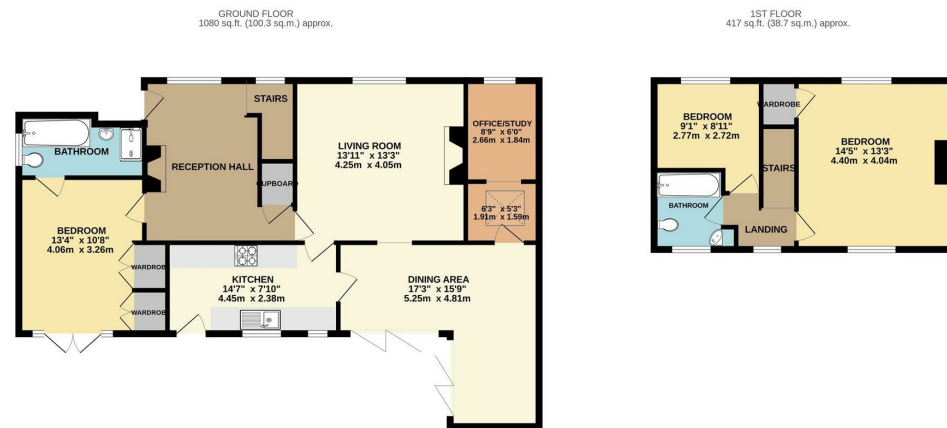 GROUND FLOOR
1080 sq.ft. (100.3 sq.m.) approx.
STAIRS
BATHROOM
RECEPTION HALL
CUPBOARD
LIVING ROOM
13'11" x 13'3"
4.25m x 4.05m
OFFICE/STUDY
8'9" x 6'0"
2.66m x 1.84m
6'3" x 5'3"
1.91m x 1.59m
BEDROOM
13'4" x 10'8"
4.06m x 3.26m
WARDROBE
WARDROBE
KITCHEN
14'7" x 7'10"
4.45m x 2.38m
DINING AREA
17'3" x 15'9"
5.25m x 4.81m
1ST FLOOR
417 sq.ft. (38.7 sq.m.) approx.
BEDROOM
9'1" x 8'11"
2.77m x 2.72m
WARDROBE
BEDROOM
14'5" x 13'3"
4.40m x 4.04m
STAIRS
BATHROOM
LANDING